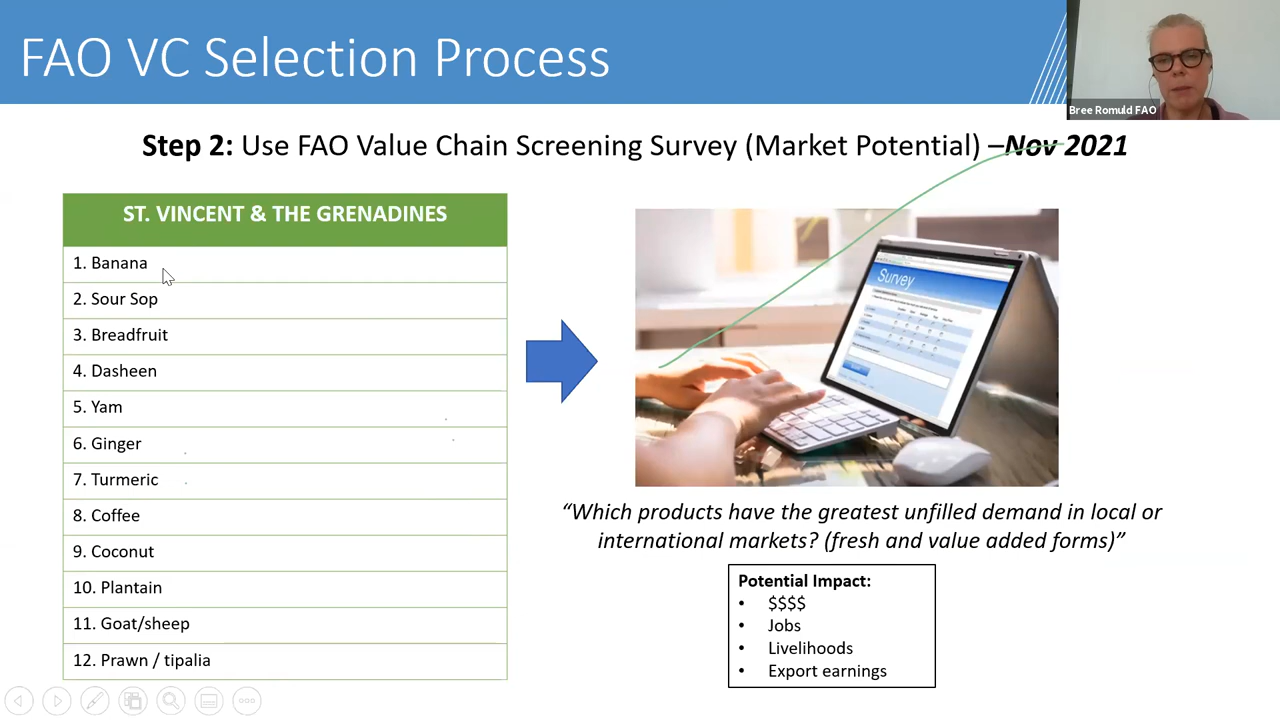 FAO VC Selection Process
Bree Romuld FAO
Step 2: Use FAO Value Chain Screening Survey (Market Potential) –Nov 2021
ST. VINCENT & THE GRENADINES
1. Banana
2. Sour Sop
3. Breadfruit
4. Dasheen
5. Yam
6. Ginger
7. Turmeric
8. Coffee
9. Coconut
10. Plantain
11. Goat/sheep
12. Prawn / tipalia
Survey
“Which products have the greatest unfilled demand in local or
international markets? (fresh and value added forms)”
Potential Impact:
• $$$$
• Jobs
• Livelihoods
• Export earnings